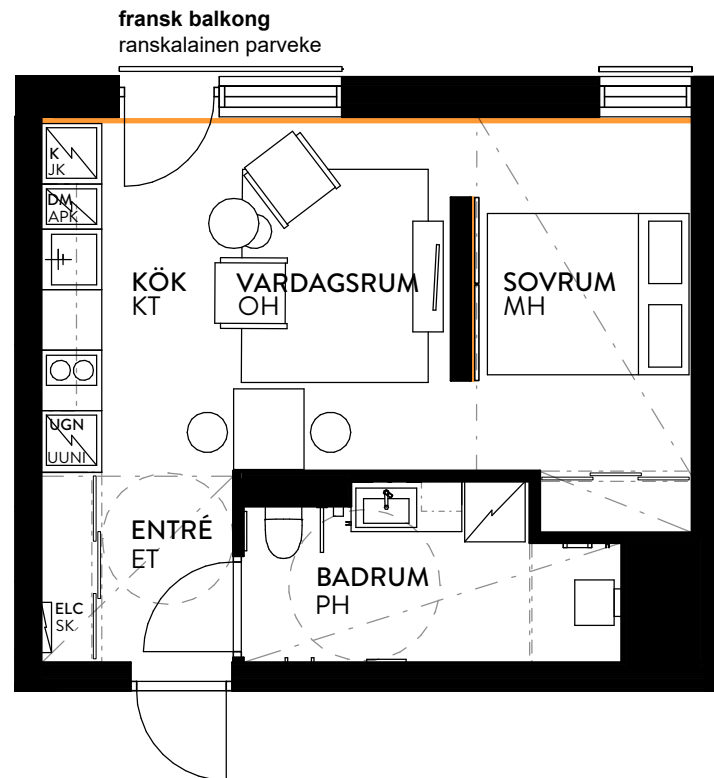 fransk balkong
ranskalainen parveke
K
JK
DM
APK
KÖK
KT
VARDAGSRUM
OH
SOVRUM
MH
UGN
UUNI
ENTRÉ
ET
BADRUM
PH
ELC
SK